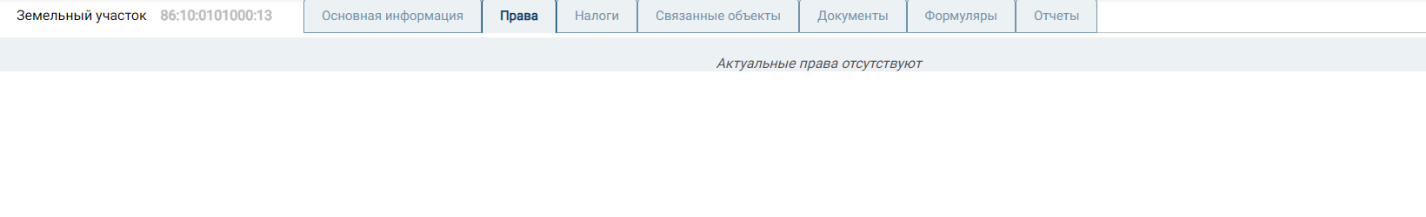 Земельный участок 86:10:0101000:13 Основная информация Права Налоги Связанные объекты Документы Формуляры Отчеты
Актуальные права отсутствуют